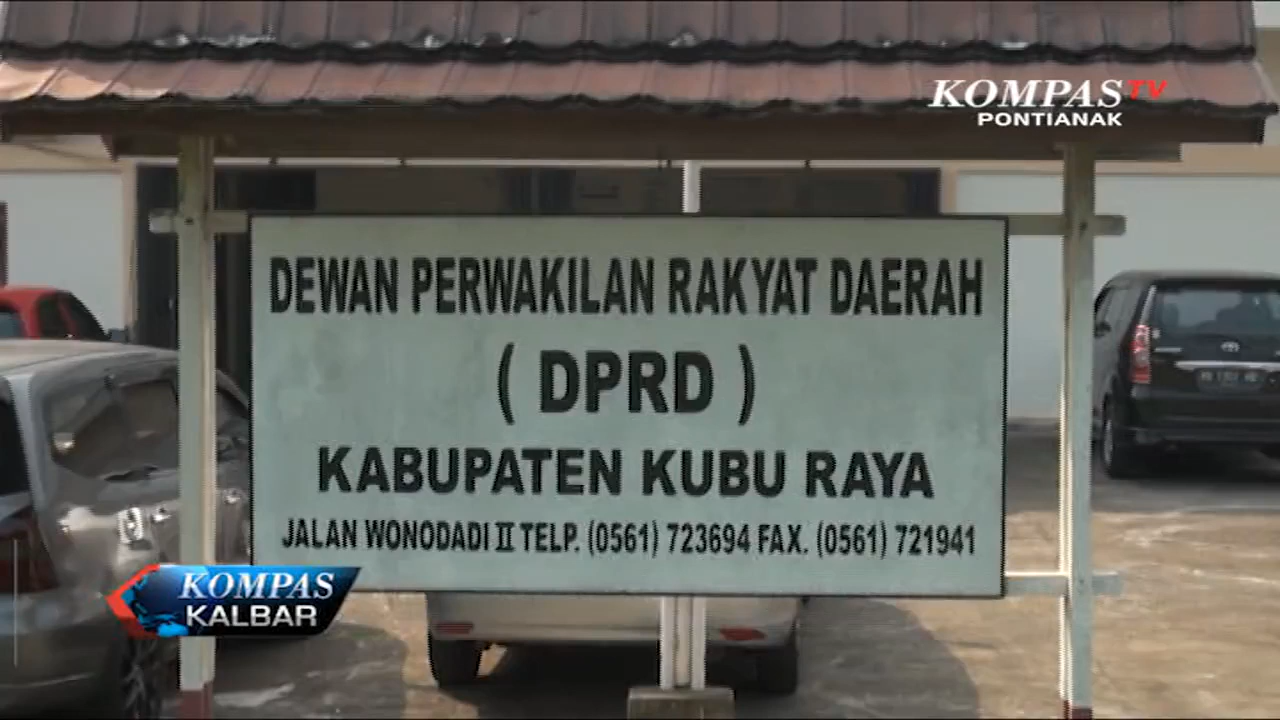 KOMPAS TV
PONTIANAK
DEWAN PERWAKILAN RAKYAT DAERAH
( DPRD )
KABUPATEN KUBU RAYA
JALAN WONODADI II TELP. (0561) 723694 FAX. (0561) 721941
KOMPAS
KALBAR